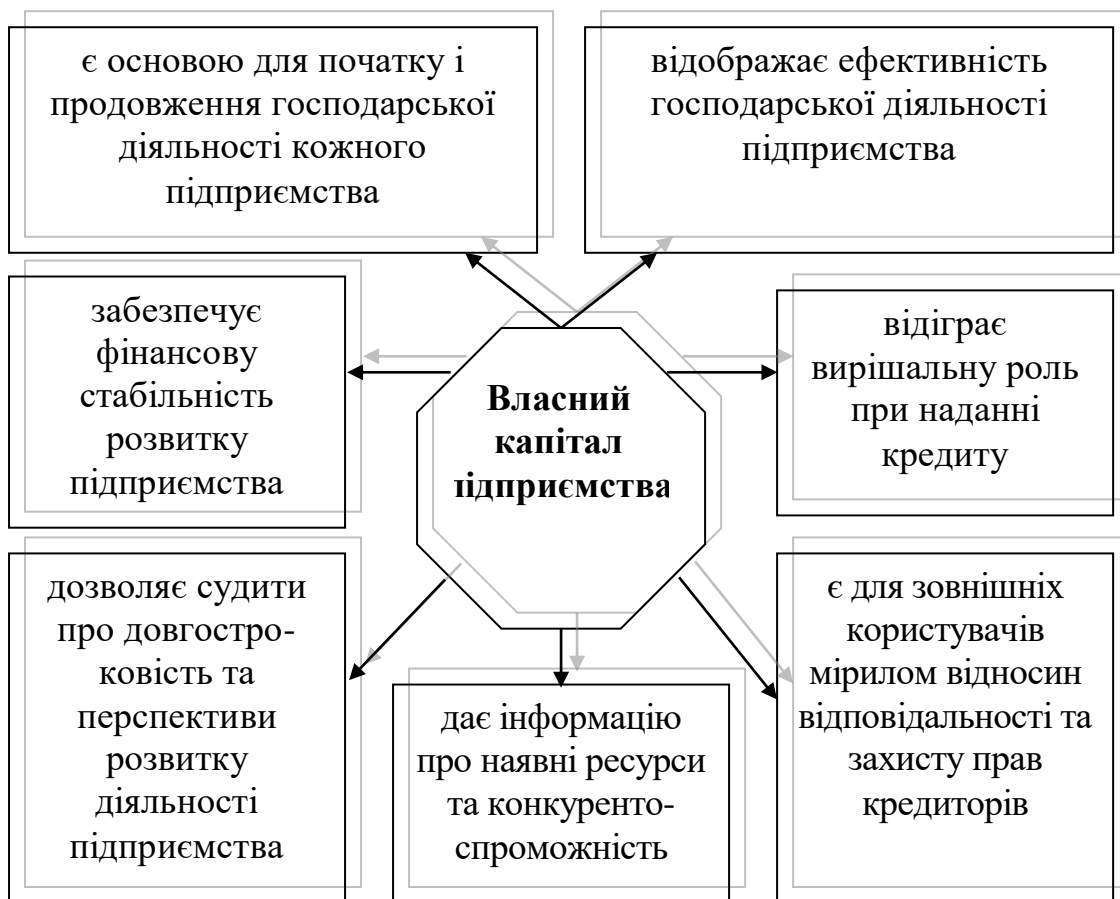 є основою для початку і
продовження господарської
діяльності кожного
підприємства
відображає ефективність
господарської діяльності
підприємства
забезпечує
фінансову
стабільність
розвитку
підприємства
Власний
капітал
підприємства
відіграє
вирішальну роль
при наданні
кредиту
дозволяє судити
про довгостро-
ковість та
перспективи
розвитку
діяльності
підприємства
дає інформацію
про наявні ресурси
та конкуренто-
спроможність
є для зовнішніх
користувачів
мірилом відносин
відповідальності та
захисту прав
кредиторів